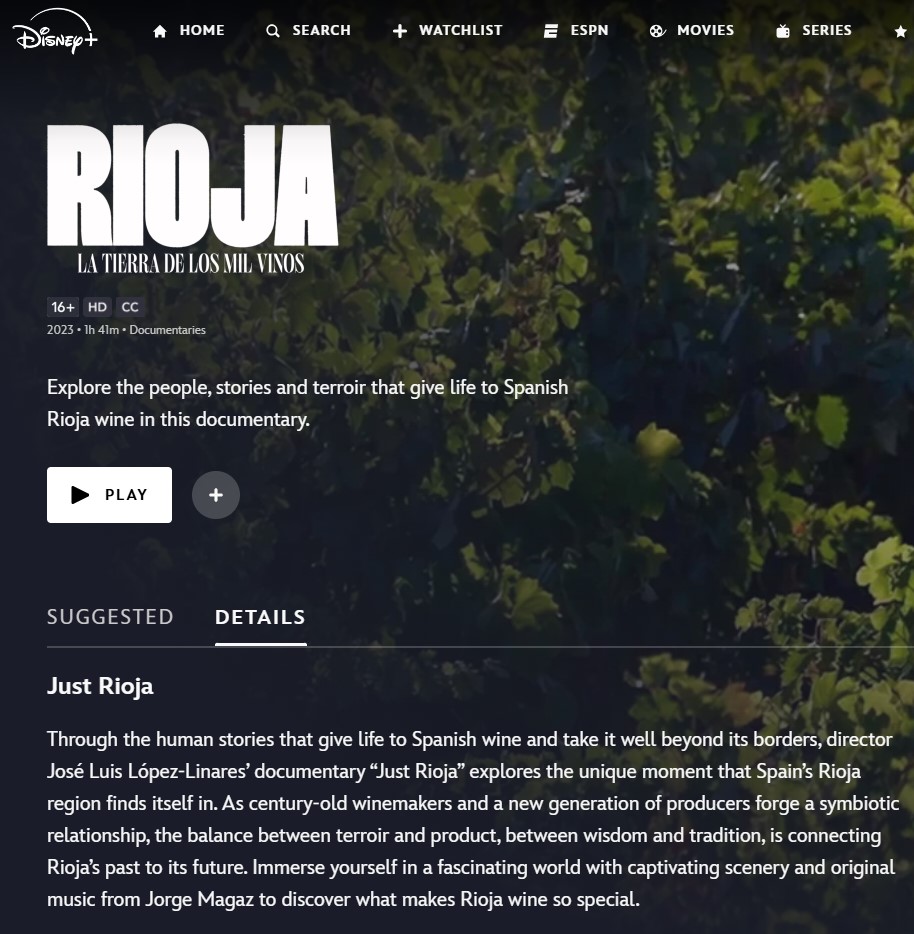 Disney+
HOME
SEARCH
WATCHLIST
ESPN
MOVIES
SERIES
RIOJA
LA TIERRA DE LOS MIL VINOS
16+ HD CC
2023 • 1h 41m • Documentaries
Explore the people, stories and terroir that give life to Spanish
Rioja wine in this documentary.
PLAY
SUGGESTED
DETAILS
Just Rioja
Through the human stories that give life to Spanish wine and take it well beyond its borders, director
José Luis López-Linares’ documentary “Just Rioja” explores the unique moment that Spain’s Rioja
region finds itself in. As century-old winemakers and a new generation of producers forge a symbiotic
relationship, the balance between terroir and product, between wisdom and tradition, is connecting
Rioja’s past to its future. Immerse yourself in a fascinating world with captivating scenery and original
music from Jorge Magaz to discover what makes Rioja wine so special.